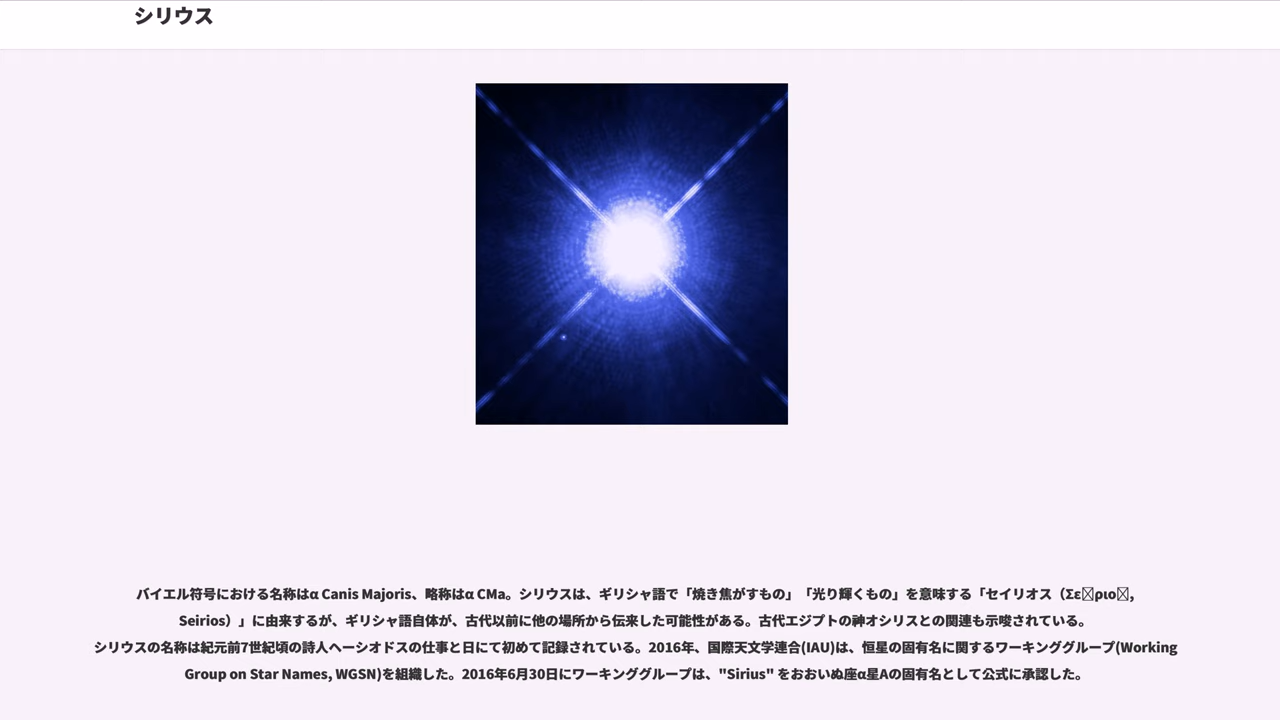 シリウス
バイエル符号における名称はα Canis Majoris、略称はα CMa。シリウスは、ギリシャ語で「焼き焦がすもの」「光り輝くもの」を意味する「セイリオス（Σε□ριο□,
Seirios）」に由来するが、ギリシャ語自体が、古代以前に他の場所から伝来した可能性がある。古代エジプトの神オシリスとの関連も示唆されている。
シリウスの名称は紀元前7世紀頃の詩人ヘーシオドスの仕事と日にて初めて記録されている。2016年、国際天文学連合(IAU)は、恒星の固有名に関するワーキンググループ(Working
Group on Star Names, WGSN)を組織した。2016年6月30日にワーキンググループは、"Sirius" をおおいぬ座α星Aの固有名として公式に承認した。